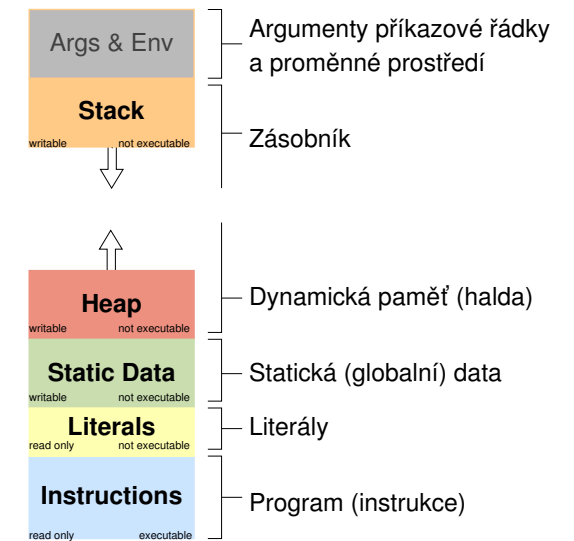 Args & Env
Argumenty příkazové řádky
a proměnné prostředí
Stack
writable not executable
Zásobník
Heap
writable not executable
Dynamická paměť (halda)
Static Data
writable not executable
Statická (globalní) data
Literals
read only not executable
Literály
Instructions
read only executable
Program (instrukce)